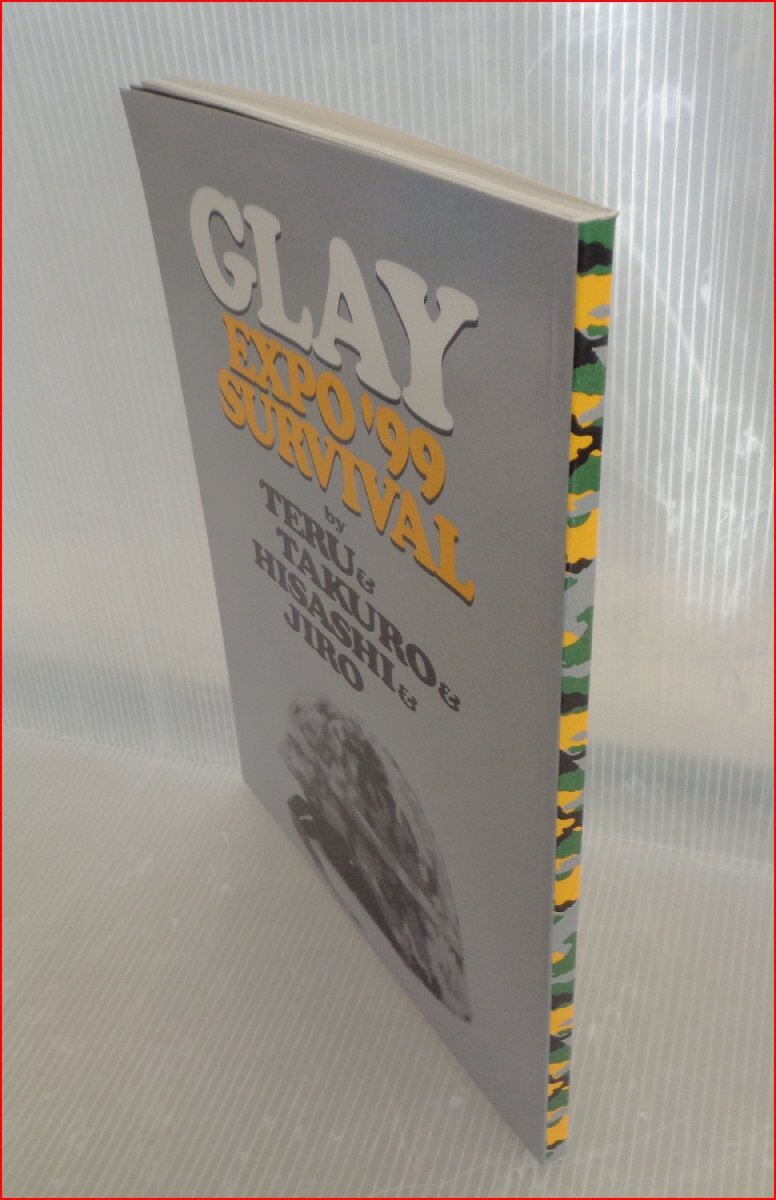 GLAY
EXPO '99
SURVIVAL
by
TERU &
TAKURO &
HISASHI &
JIRO